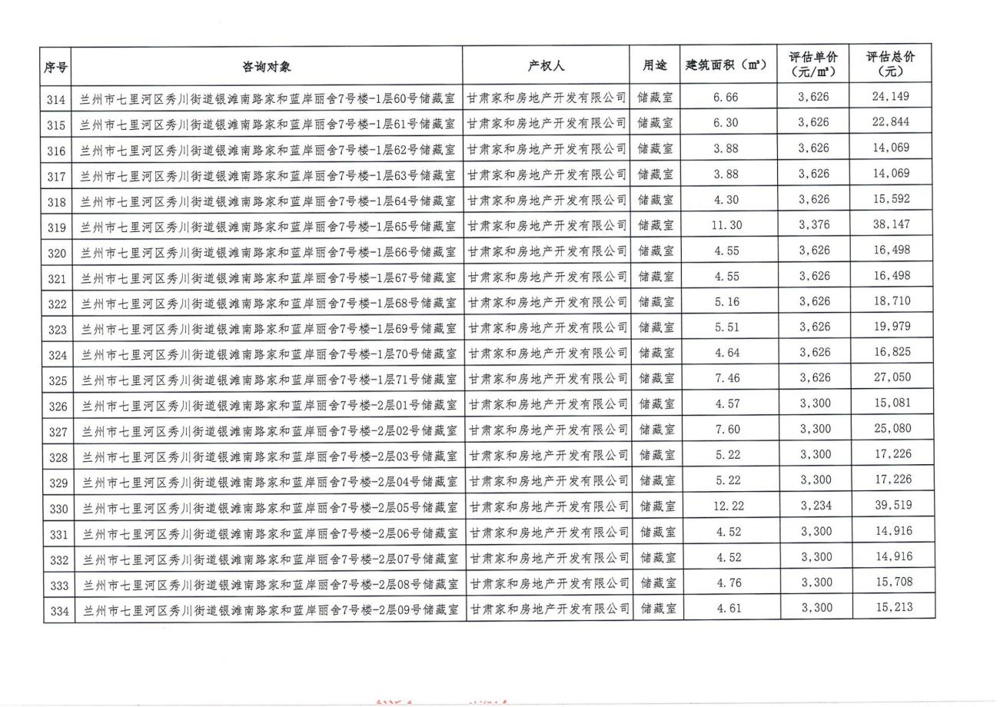 序号 咨询对象 产权人 用途 建筑面积（㎡） 评估单价（元/㎡） 评估总价（元）
314 兰州市七里河区秀川街道银滩南路家和蓝岸丽舍7号楼-1层60号储藏室 甘肃家和房地产开发有限公司 储藏室 6.66 3,626 24,149
315 兰州市七里河区秀川街道银滩南路家和蓝岸丽舍7号楼-1层61号储藏室 甘肃家和房地产开发有限公司 储藏室 6.30 3,626 22,844
316 兰州市七里河区秀川街道银滩南路家和蓝岸丽舍7号楼-1层62号储藏室 甘肃家和房地产开发有限公司 储藏室 3.88 3,626 14,069
317 兰州市七里河区秀川街道银滩南路家和蓝岸丽舍7号楼-1层63号储藏室 甘肃家和房地产开发有限公司 储藏室 3.88 3,626 14,069
318 兰州市七里河区秀川街道银滩南路家和蓝岸丽舍7号楼-1层64号储藏室 甘肃家和房地产开发有限公司 储藏室 4.30 3,626 15,592
319 兰州市七里河区秀川街道银滩南路家和蓝岸丽舍7号楼-1层65号储藏室 甘肃家和房地产开发有限公司 储藏室 11.30 3,376 38,147
320 兰州市七里河区秀川街道银滩南路家和蓝岸丽舍7号楼-1层66号储藏室 甘肃家和房地产开发有限公司 储藏室 4.55 3,626 16,498
321 兰州市七里河区秀川街道银滩南路家和蓝岸丽舍7号楼-1层67号储藏室 甘肃家和房地产开发有限公司 储藏室 4.55 3,626 16,498
322 兰州市七里河区秀川街道银滩南路家和蓝岸丽舍7号楼-1层68号储藏室 甘肃家和房地产开发有限公司 储藏室 5.16 3,626 18,710
323 兰州市七里河区秀川街道银滩南路家和蓝岸丽舍7号楼-1层69号储藏室 甘肃家和房地产开发有限公司 储藏室 5.51 3,626 19,979
324 兰州市七里河区秀川街道银滩南路家和蓝岸丽舍7号楼-1层70号储藏室 甘肃家和房地产开发有限公司 储藏室 4.64 3,626 16,825
325 兰州市七里河区秀川街道银滩南路家和蓝岸丽舍7号楼-1层71号储藏室 甘肃家和房地产开发有限公司 储藏室 7.46 3,626 27,050
326 兰州市七里河区秀川街道银滩南路家和蓝岸丽舍7号楼-2层01号储藏室 甘肃家和房地产开发有限公司 储藏室 4.57 3,300 15,081
327 兰州市七里河区秀川街道银滩南路家和蓝岸丽舍7号楼-2层02号储藏室 甘肃家和房地产开发有限公司 储藏室 7.60 3,300 25,080
328 兰州市七里河区秀川街道银滩南路家和蓝岸丽舍7号楼-2层03号储藏室 甘肃家和房地产开发有限公司 储藏室 5.22 3,300 17,226
329 兰州市七里河区秀川街道银滩南路家和蓝岸丽舍7号楼-2层04号储藏室 甘肃家和房地产开发有限公司 储藏室 5.22 3,300 17,226
330 兰州市七里河区秀川街道银滩南路家和蓝岸丽舍7号楼-2层05号储藏室 甘肃家和房地产开发有限公司 储藏室 12.22 3,234 39,519
331 兰州市七里河区秀川街道银滩南路家和蓝岸丽舍7号楼-2层06号储藏室 甘肃家和房地产开发有限公司 储藏室 4.52 3,300 14,916
332 兰州市七里河区秀川街道银滩南路家和蓝岸丽舍7号楼-2层07号储藏室 甘肃家和房地产开发有限公司 储藏室 4.52 3,300 14,916
333 兰州市七里河区秀川街道银滩南路家和蓝岸丽舍7号楼-2层08号储藏室 甘肃家和房地产开发有限公司 储藏室 4.76 3,300 15,708
334 兰州市七里河区秀川街道银滩南路家和蓝岸丽舍7号楼-2层09号储藏室 甘肃家和房地产开发有限公司 储藏室 4.61 3,300 15,213